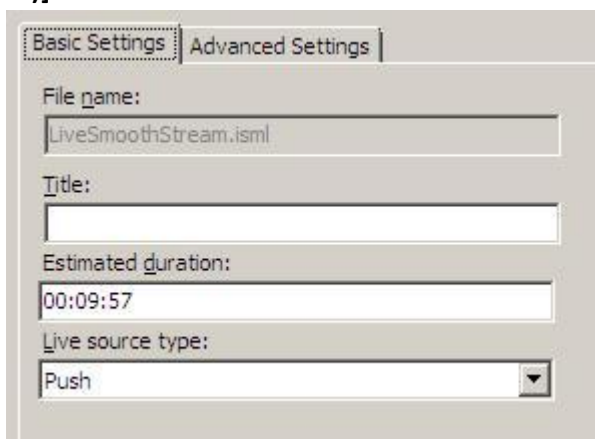 Basic Settings Advanced Settings
File name:
LiveSmoothStream.isml
Title:
Estimated duration:
00:09:57
Live source type:
Push